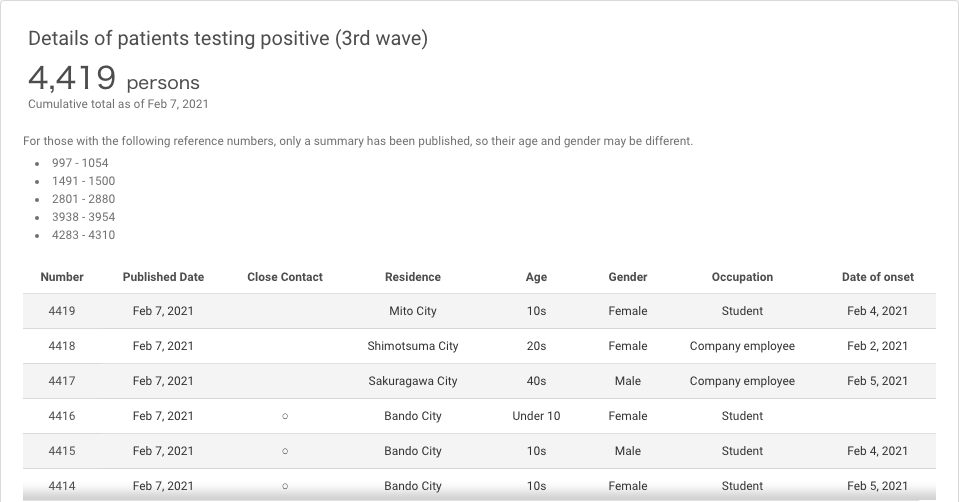 Details of patients testing positive (3rd wave)
4,419 persons
Cumulative total as of Feb 7, 2021
For those with the following reference numbers, only a summary has been published, so their age and gender may be different.
• 997 - 1054
• 1491 - 1500
• 2801 - 2880
• 3938 - 3954
• 4283 - 4310
Number Published Date Close Contact Residence Age Gender Occupation Date of onset
4419 Feb 7, 2021 Mito City 10s Female Student Feb 4, 2021
4418 Feb 7, 2021 Shimotsuma City 20s Female Company employee Feb 2, 2021
4417 Feb 7, 2021 Sakuragawa City 40s Male Company employee Feb 5, 2021
4416 Feb 7, 2021 ○ Bando City Under 10 Female Student
4415 Feb 7, 2021 ○ Bando City 10s Male Student Feb 4, 2021
4414 Feb 7, 2021 ○ Bando City 10s Female Student Feb 5, 2021